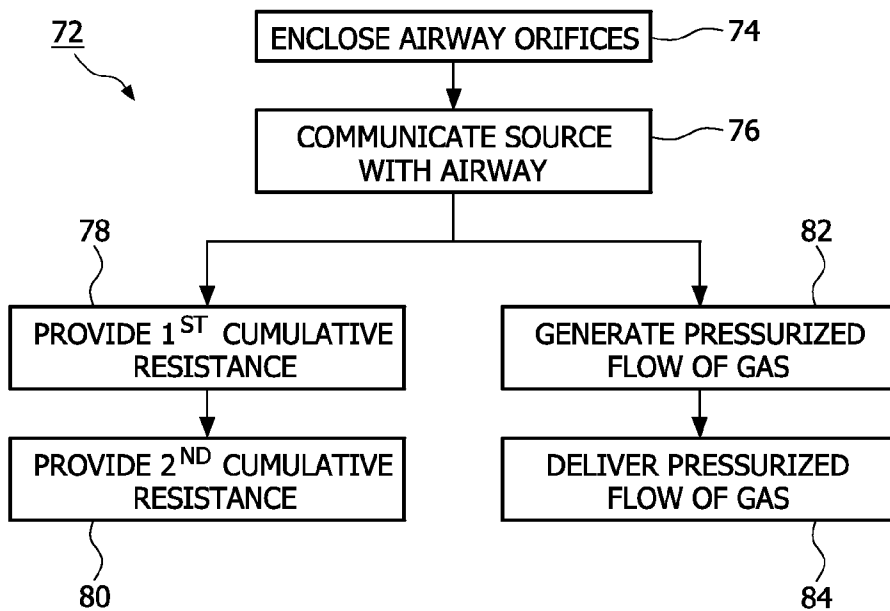 72
ENCLOSE AIRWAY ORIFICES
74
COMMUNICATE SOURCE
WITH AIRWAY
76
78
PROVIDE 1ST CUMULATIVE
RESISTANCE
PROVIDE 2ND CUMULATIVE
RESISTANCE
80
82
GENERATE PRESSURIZED
FLOW OF GAS
DELIVER PRESSURIZED
FLOW OF GAS
84